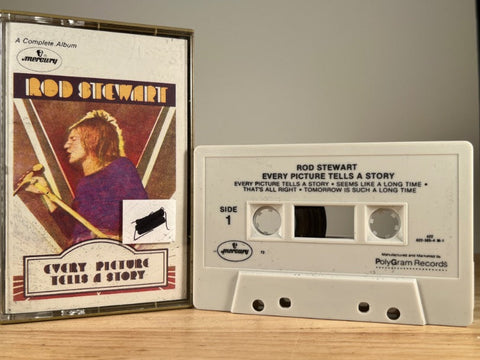 A Complete Album
mercury
ROD STEWART
EVERY PICTURE
TELLS A STORY
ROD STEWART
EVERY PICTURE TELLS A STORY
EVERY PICTURE TELLS A STORY • SEEMS LIKE A LONG TIME •
THAT'S ALL RIGHT • TOMORROW IS SUCH A LONG TIME
SIDE
1
mercury
Manufactured and Marketed by
PolyGram Records